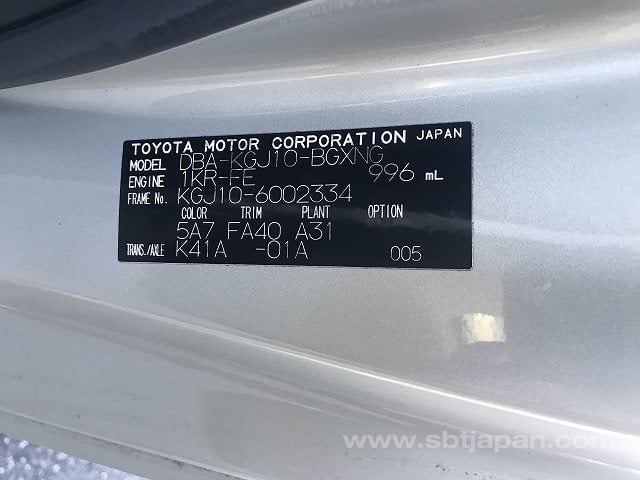 TOYOTA MOTOR CORPORATION JAPAN
MODEL DBA-KGJ10-BGXNG
ENGINE 1KR-FE 996 mL
FRAME No. KGJ10-6002334
COLOR TRIM PLANT OPTION
5A7 FA40 A31
TRANS./AXLE K41A -01A 005
www.sbtjapan.com